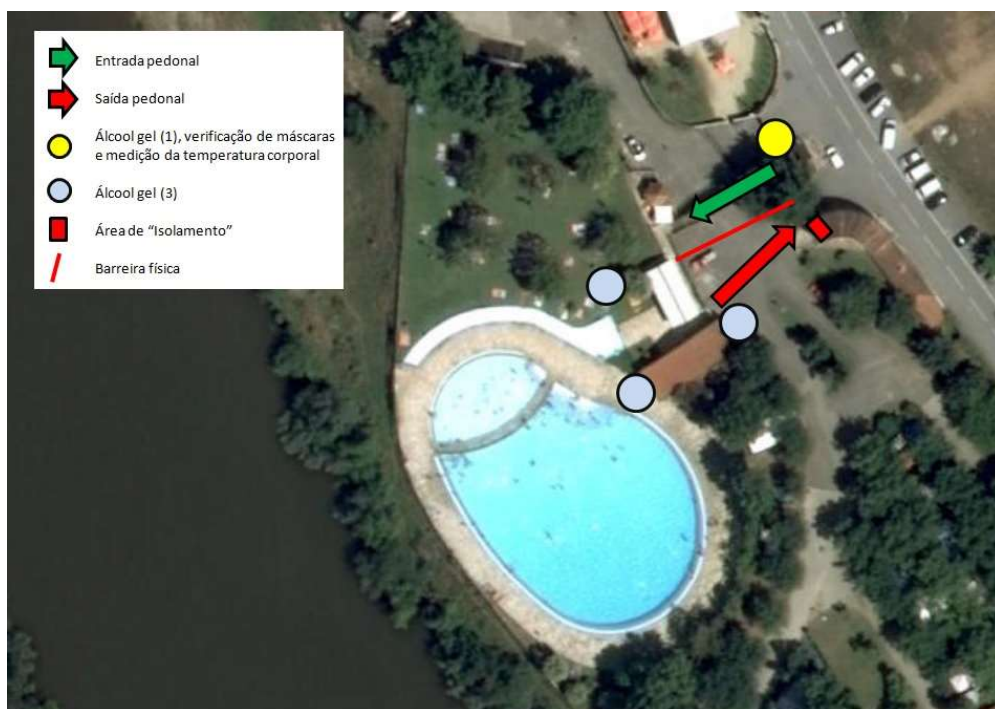 Entrada pedonal
Saída pedonal
Álcool gel (1), verificação de máscaras
e medição da temperatura corporal
Álcool gel (3)
Área de “Isolamento”
Barreira física